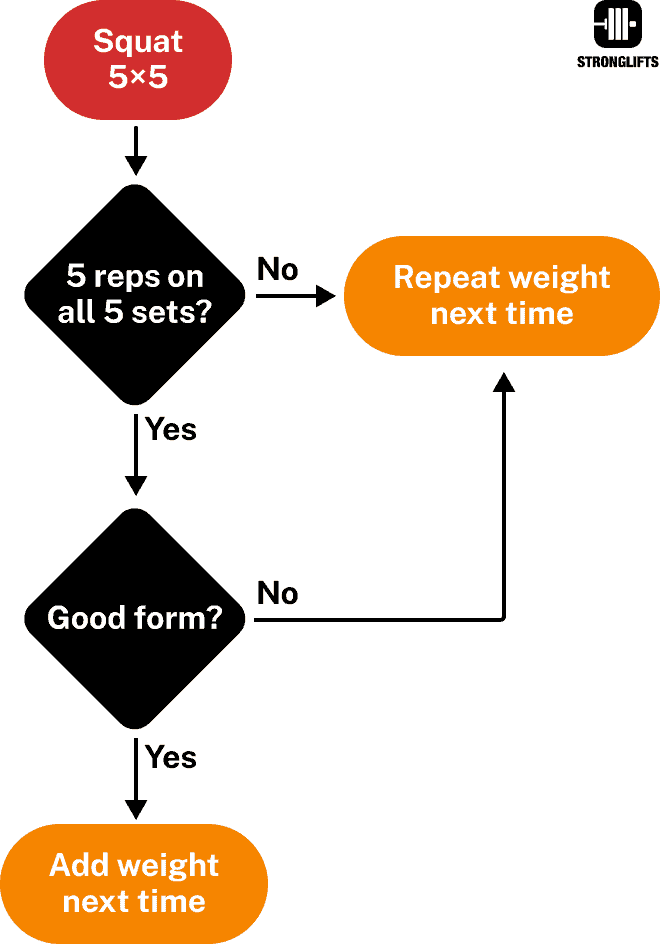 Squat
5×5
STRONGLIFTS
5 reps on
all 5 sets?
No
Repeat weight
next time
Yes
Good form?
No
Yes
Add weight
next time